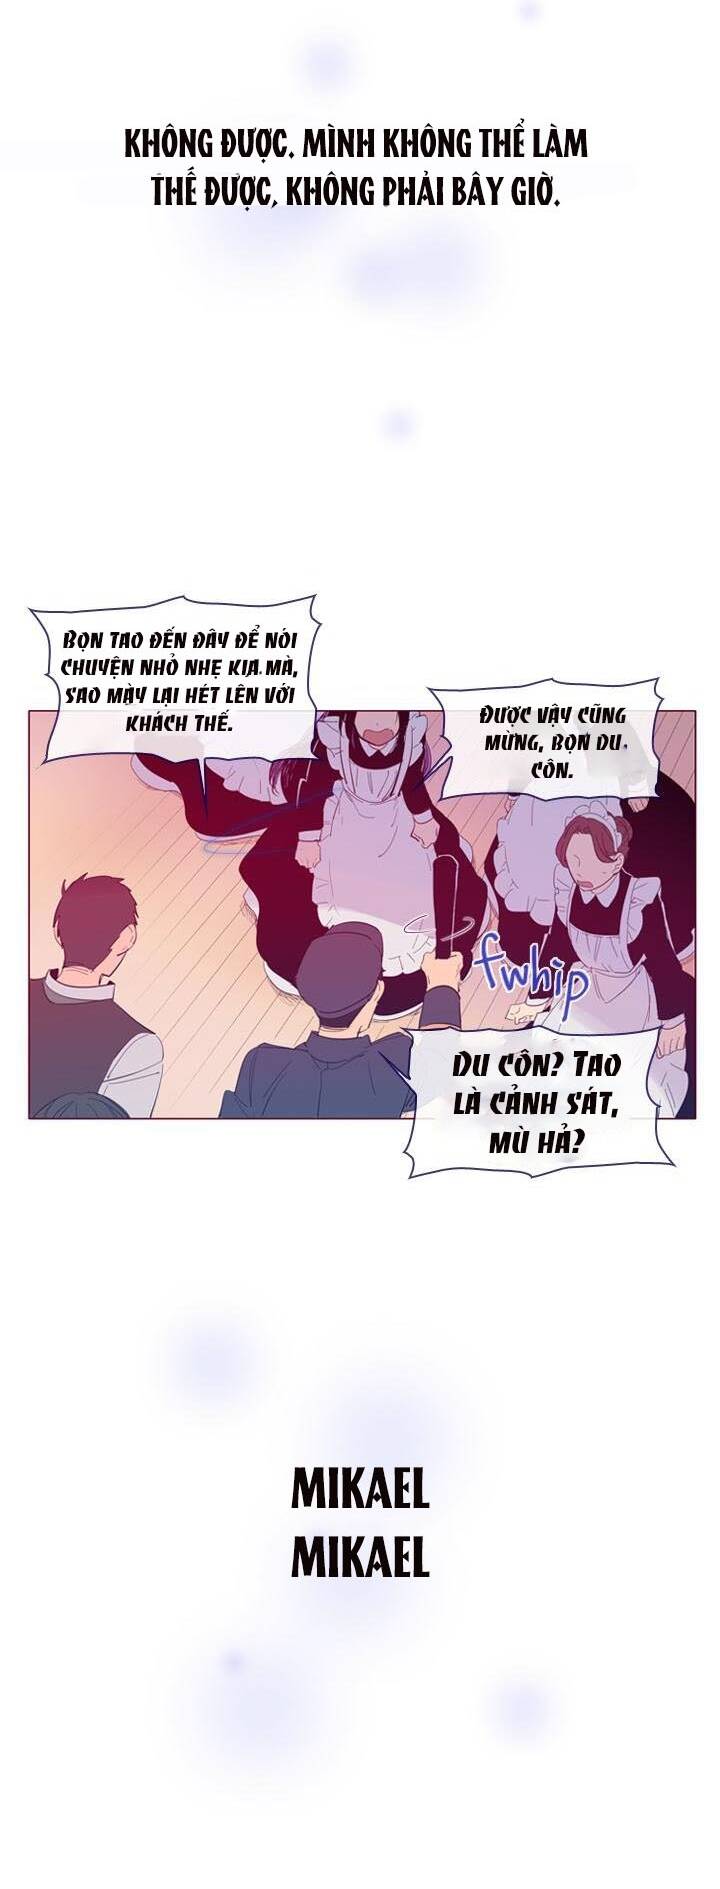 KHÔNG ĐƯỢC. MÌNH KHÔNG THỂ LÀM
THẾ ĐƯỢC, KHÔNG PHẢI BÂY GIỜ.
BỌN TAO ĐẾN ĐÂY ĐỂ NÓI
CHUYỆN NHỎ NHẸ KIA MÀ,
SAO MÀY LẠI HÉT LÊN VỚI
KHÁCH THẾ.
ĐƯỢC VẬY CŨNG
MỪNG, BỌN DU
CÔN.
fwhip
DU CÔN? TAO
LÀ CẢNH SÁT,
MÙ HẢ?
MIKAEL
MIKAEL